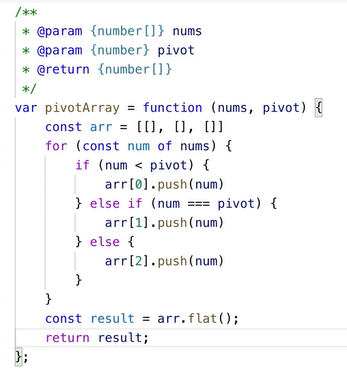 /**
 * @param {number[]} nums
 * @param {number} pivot
 * @return {number[]}
 */
var pivotArray = function (nums, pivot) {
    const arr = [[], [], []]
    for (const num of nums) {
        if (num < pivot) {
            arr[0].push(num)
        } else if (num === pivot) {
            arr[1].push(num)
        } else {
            arr[2].push(num)
        }
    }
    const result = arr.flat();
    return result;
};